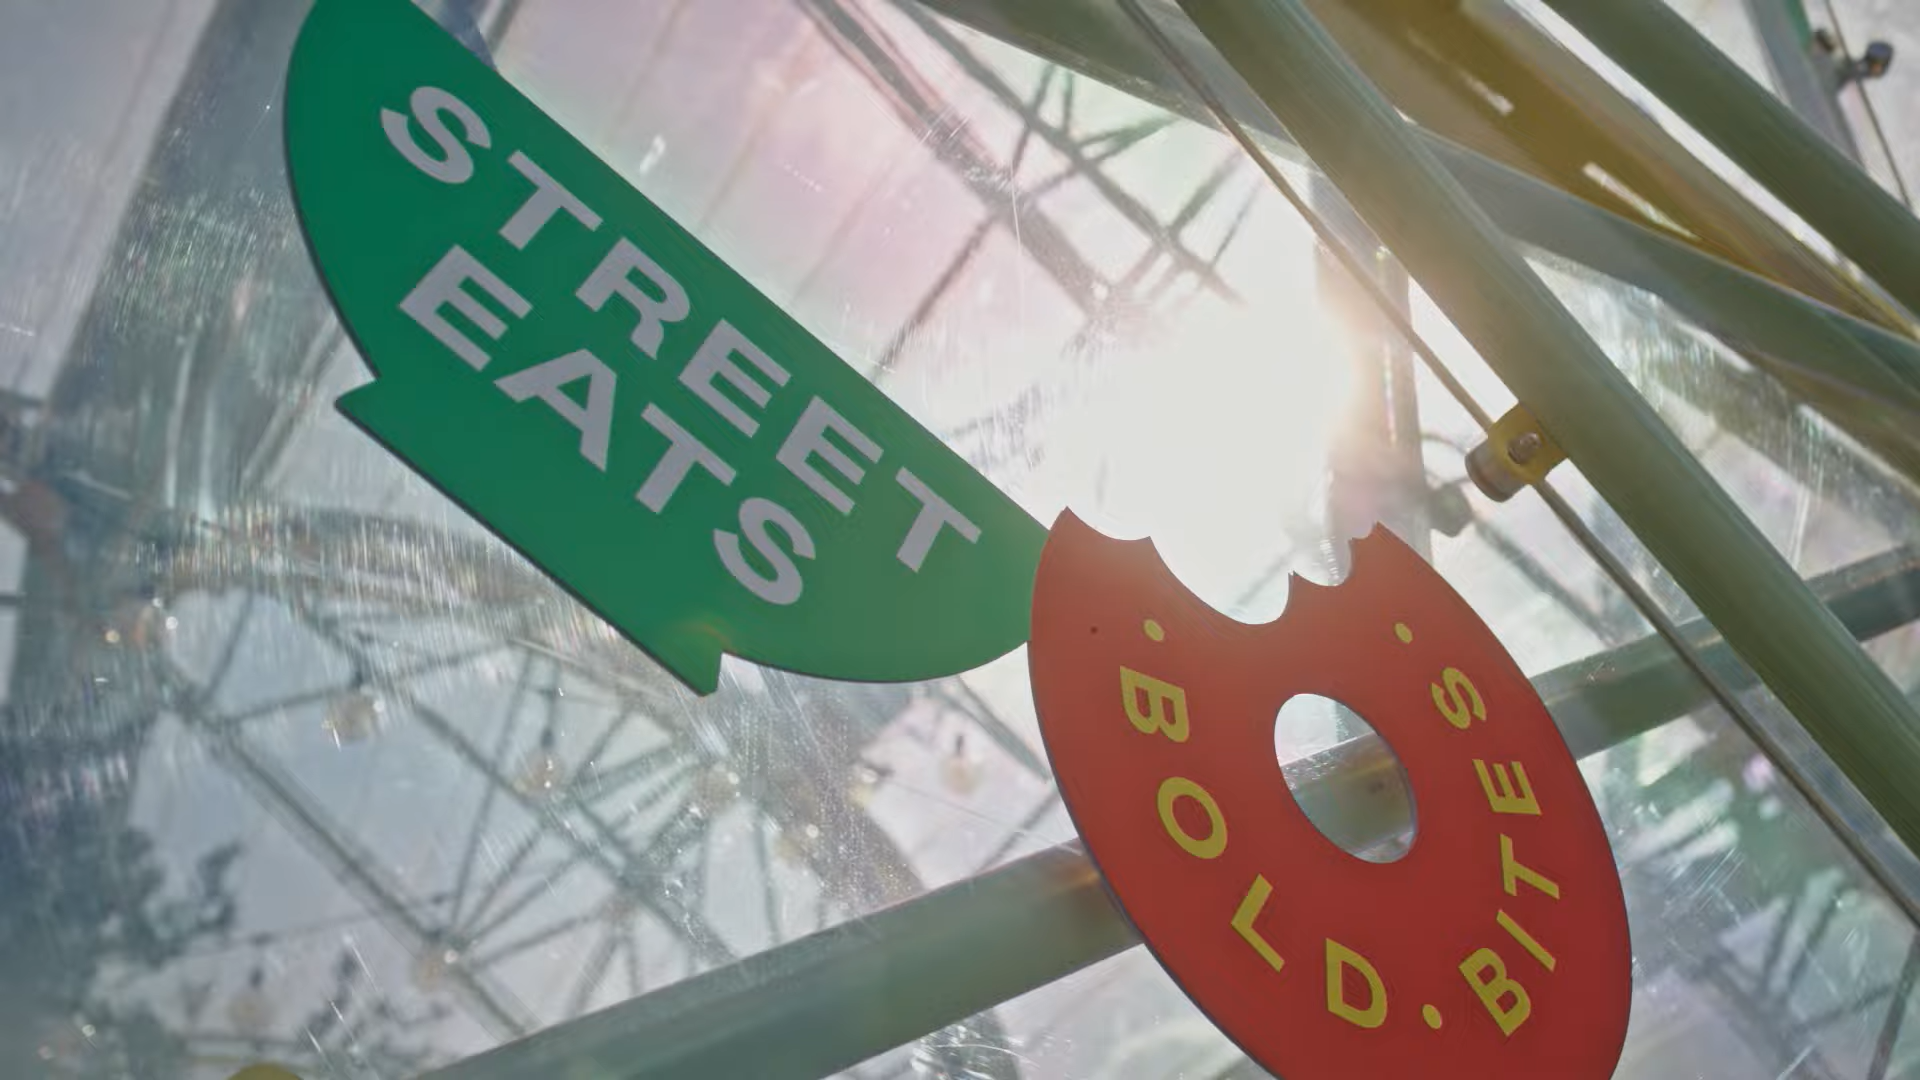 STREET
EATS
• BOLD • BITES •